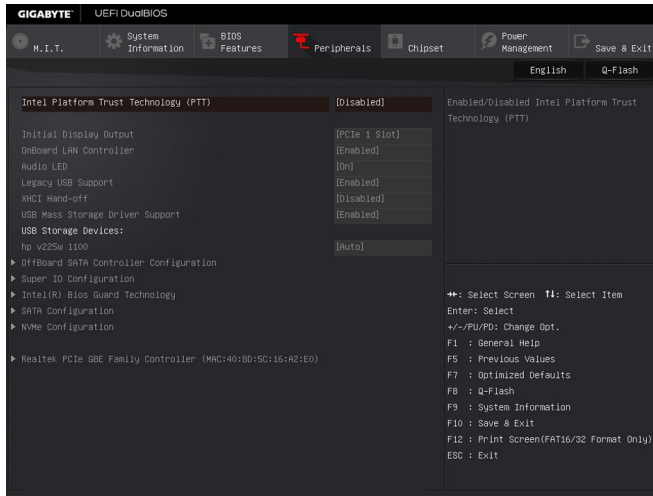 GIGABYTE™ UEFI DualBIOS
M.I.T. System Information BIOS Features Peripherals Chipset Power Management Save & Exit
English Q-Flash
Intel Platform Trust Technology (PTT) [Disabled]
Initial Display Output [PCIe 1 Slot]
OnBoard LAN Controller [Enabled]
Audio LED [On]
Legacy USB Support [Enabled]
XHCI Hand-off [Disabled]
USB Mass Storage Driver Support [Enabled]
USB Storage Devices:
hp v225w 1100 [Auto]
OffBoard SATA Controller Configuration
Super IO Configuration
Intel(R) Bios Guard Technology
SATA Configuration
NVMe Configuration
Realtek PCIe GBE Family Controller (MAC:40:8D:5C:16:A2:E0)
Enabled/Disabled Intel Platform Trust
Technology (PTT)
→←: Select Screen ↑↓: Select Item
Enter: Select
+/-/PU/PD: Change Opt.
F1 : General Help
F5 : Previous Values
F7 : Optimized Defaults
F8 : Q-Flash
F9 : System Information
F10 : Save & Exit
F12 : Print Screen(FAT16/32 Format Only)
ESC : Exit